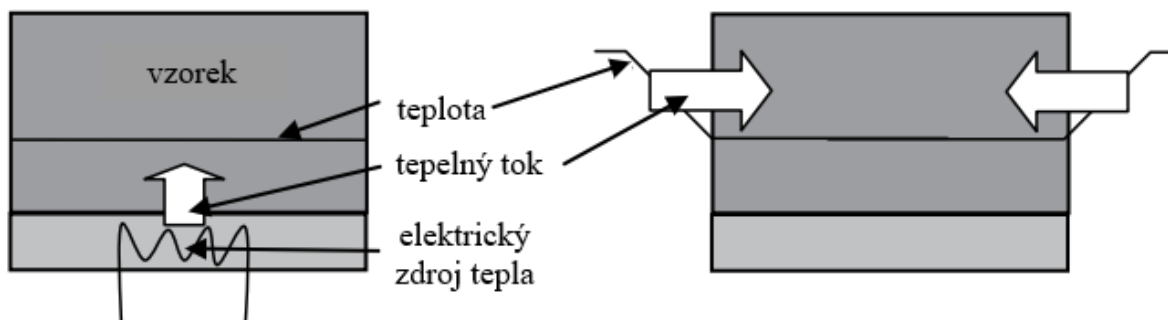 vzorek
teplota
tepelný tok
elektrický
zdroj tepla